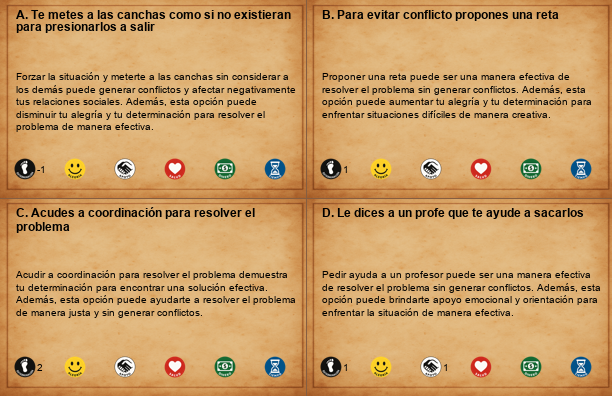 A. Te metes a las canchas como si no existieran
para presionarlos a salir
Forzar la situación y meterte a las canchas sin considerar a
los demás puede generar conflictos y afectar negativamente
tus relaciones sociales. Además, esta opción puede
disminuir tu alegría y tu determinación para resolver el
problema de manera efectiva.
-1
B. Para evitar conflicto propones una reta
Proponer una reta puede ser una manera efectiva de
resolver el problema sin generar conflictos. Además, esta
opción puede aumentar tu alegría y tu determinación para
enfrentar situaciones difíciles de manera creativa.
1
C. Acudes a coordinación para resolver el
problema
Acudir a coordinación para resolver el problema demuestra
tu determinación para encontrar una solución efectiva.
Además, esta opción puede ayudarte a resolver el problema
de manera justa y sin generar conflictos.
2
D. Le dices a un profe que te ayude a sacarlos
Pedir ayuda a un profesor puede ser una manera efectiva
de resolver el problema sin generar conflictos. Además, esta
opción puede brindarte apoyo emocional y orientación para
enfrentar la situación de manera efectiva.
1 1